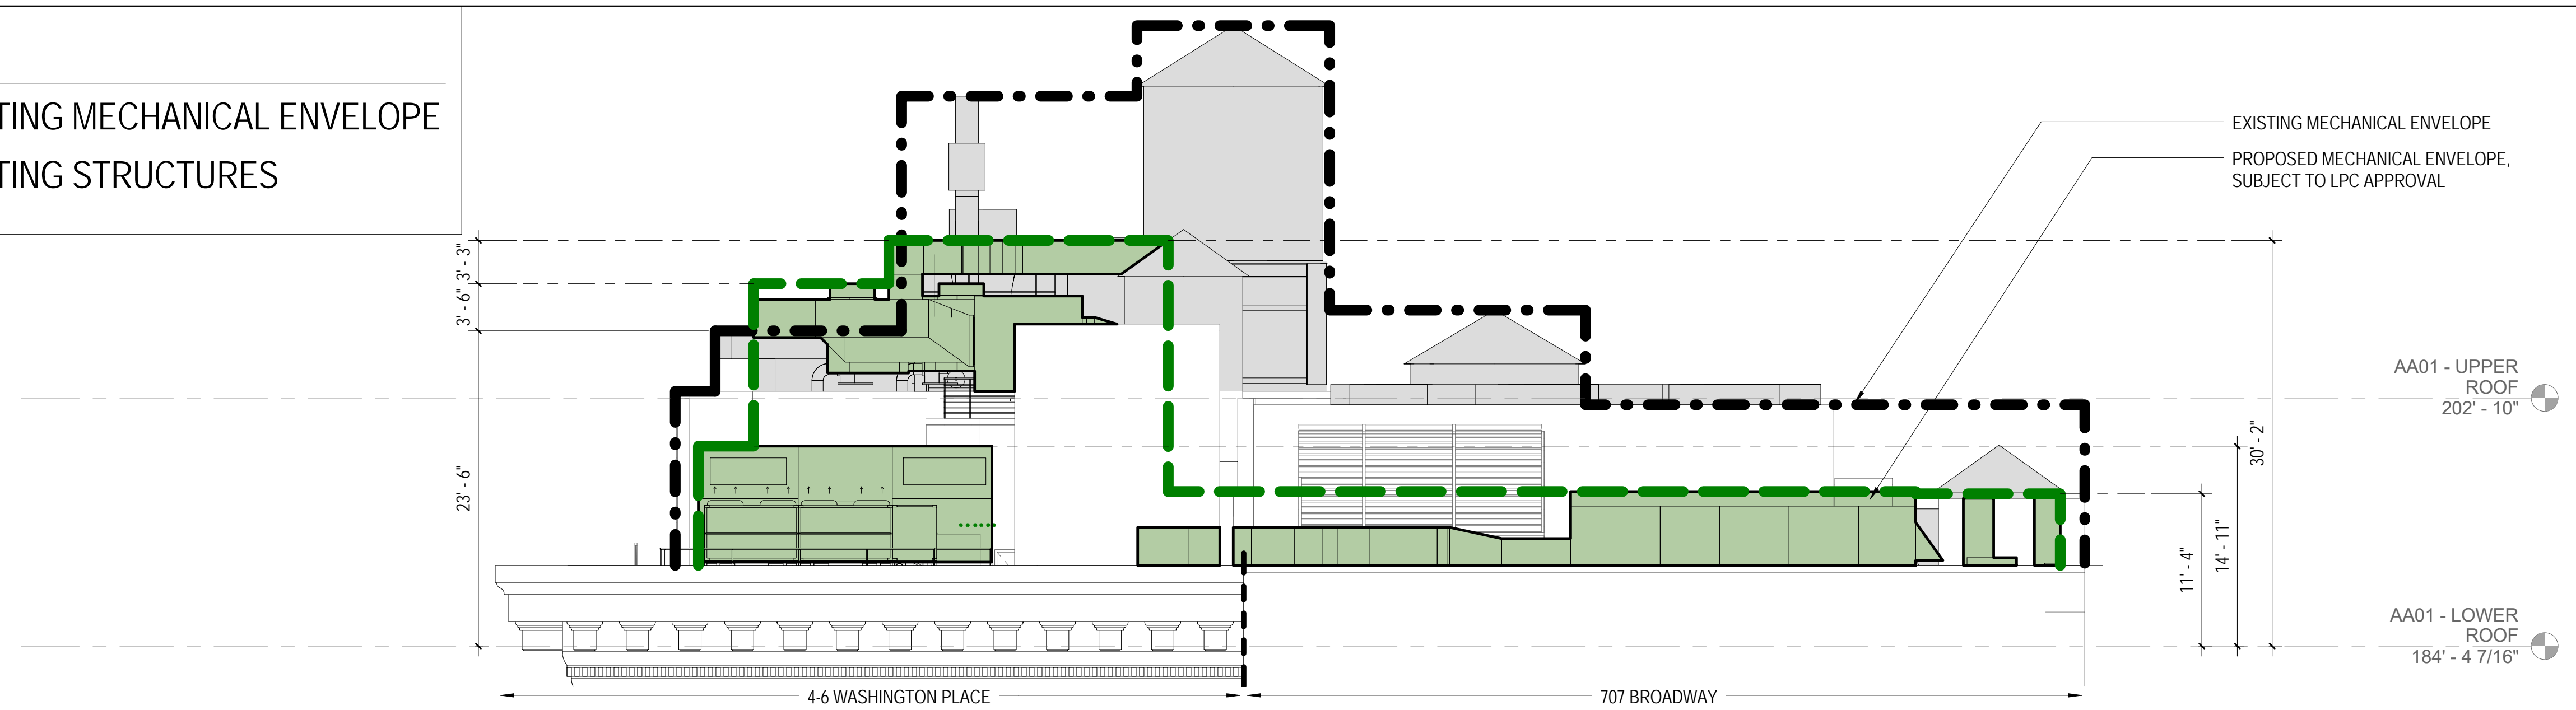 TING MECHANICAL ENVELOPE
TING STRUCTURES
EXISTING MECHANICAL ENVELOPE
PROPOSED MECHANICAL ENVELOPE,
SUBJECT TO LPC APPROVAL
3' - 3"
3' - 6"
23' - 6"
30' - 2"
14' - 11"
11' - 4"
AA01 - UPPER
ROOF
202' - 10"
AA01 - LOWER
ROOF
184' - 4 7/16"
4-6 WASHINGTON PLACE
707 BROADWAY